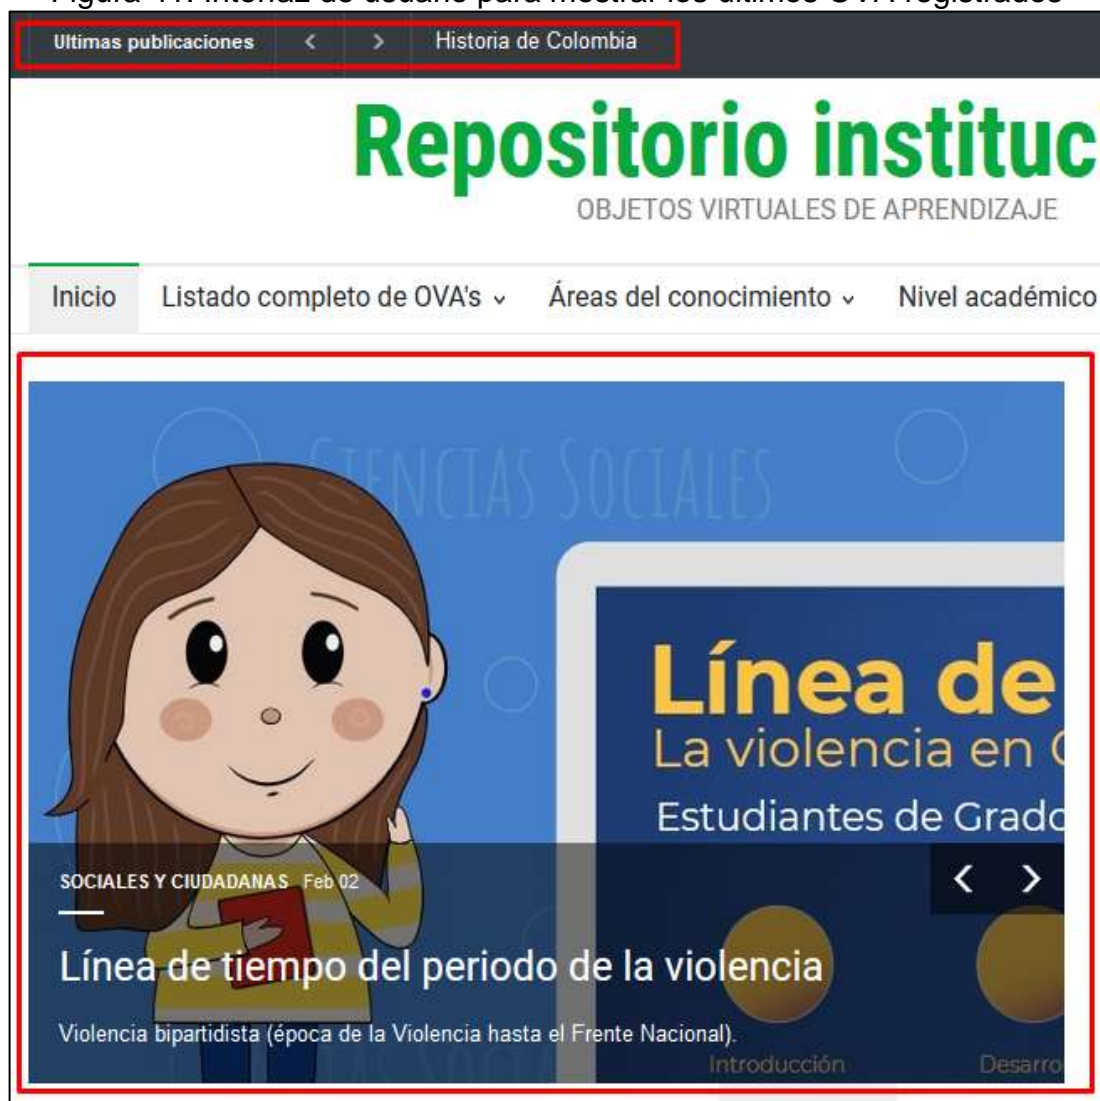 Ultimas publicaciones < > Historia de Colombia
Repositorio instituc
OBJETOS VIRTUALES DE APRENDIZAJE
Inicio Listado completo de OVA's Áreas del conocimiento Nivel académico
CIENCIAS SOCIALES
Línea de
La violencia en
Estudiantes de Grado
SOCIALES Y CIUDADANAS Feb 02
< >
Línea de tiempo del periodo de la violencia
Violencia bipartidista (época de la Violencia hasta el Frente Nacional).
Introducción Desarro